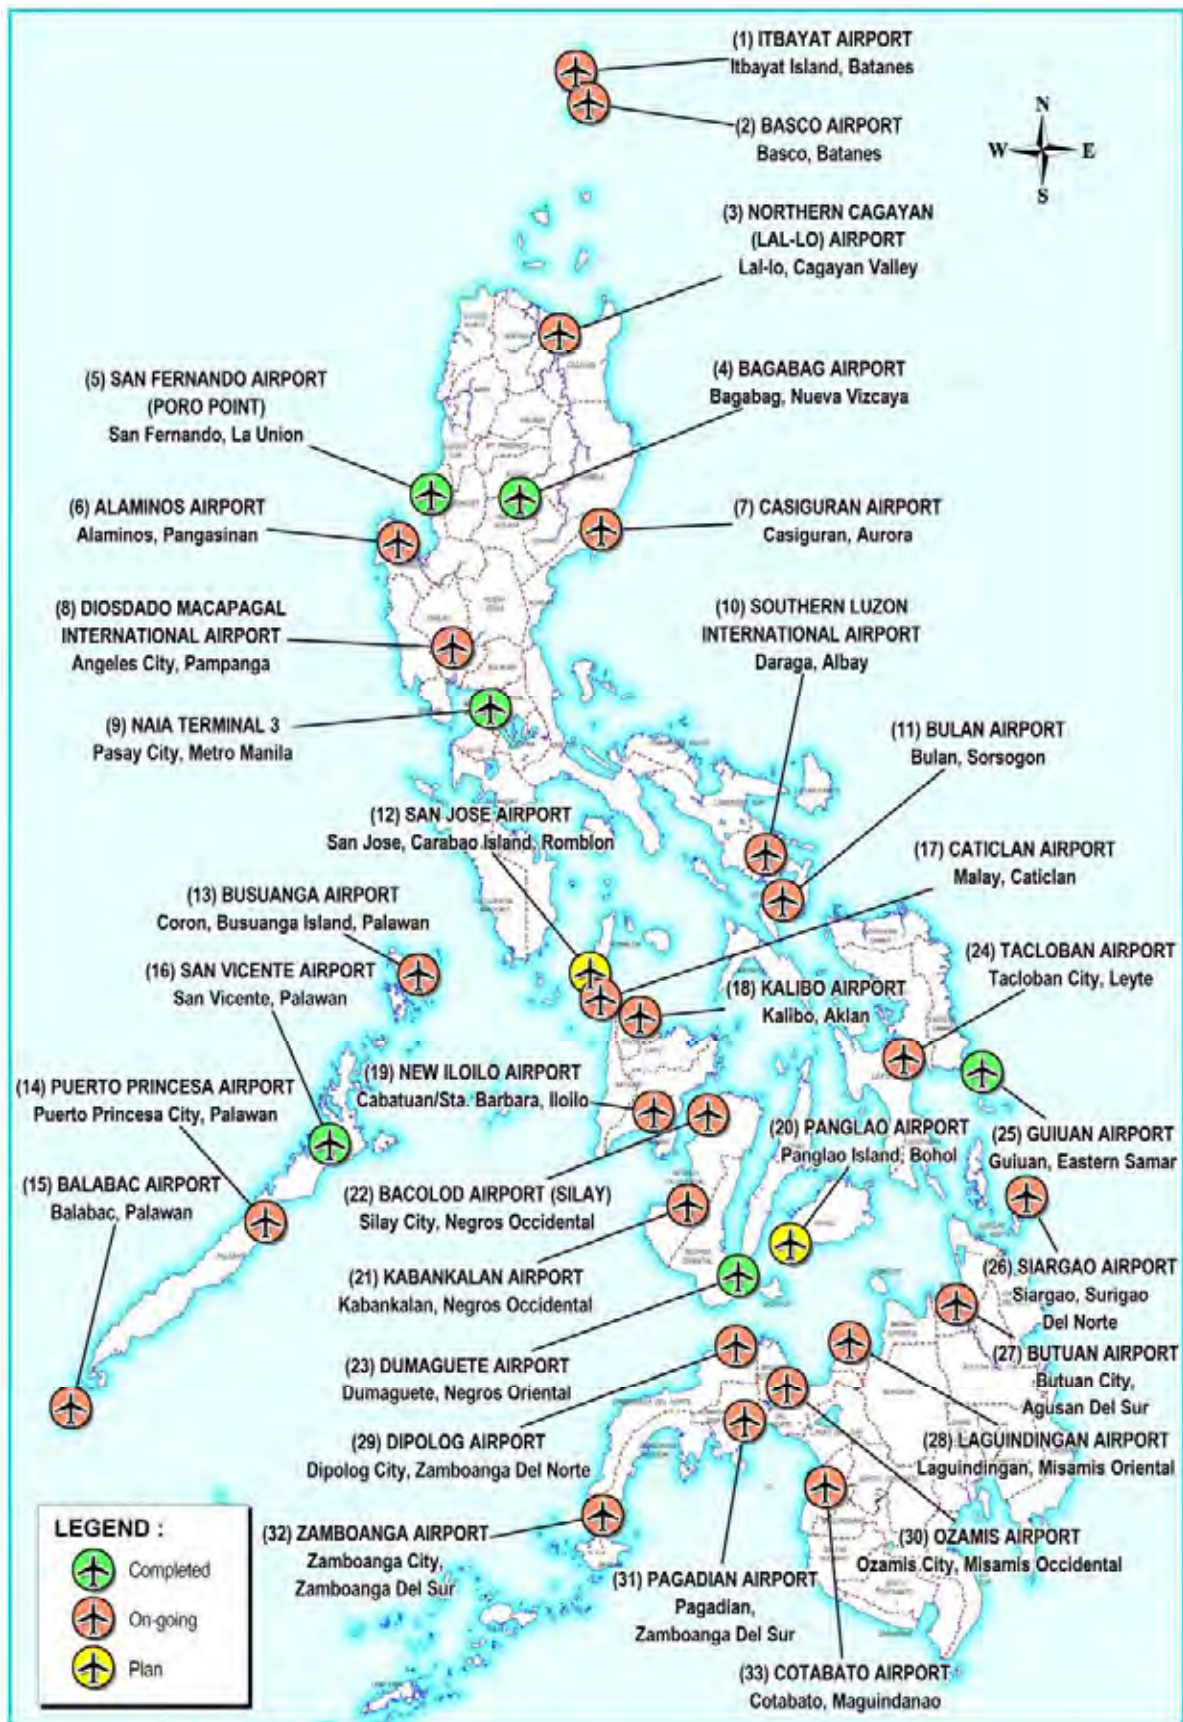 (1) ITBAYAT AIRPORT
Itbayat Island, Batanes
(2) BASCO AIRPORT
Basco, Batanes
N
W E
S
(3) NORTHERN CAGAYAN
(LAL-LO) AIRPORT
Lal-lo, Cagayan Valley
(4) BAGABAG AIRPORT
Bagabag, Nueva Vizcaya
(5) SAN FERNANDO AIRPORT
(PORO POINT)
San Fernando, La Union
(6) ALAMINOS AIRPORT
Alaminos, Pangasinan
(7) CASIGURAN AIRPORT
Casiguran, Aurora
(8) DIOSDADO MACAPAGAL
INTERNATIONAL AIRPORT
Angeles City, Pampanga
(9) NAIA TERMINAL 3
Pasay City, Metro Manila
(10) SOUTHERN LUZON
INTERNATIONAL AIRPORT
Daraga, Albay
(11) BULAN AIRPORT
Bulan, Sorsogon
(12) SAN JOSE AIRPORT
San Jose, Carabao Island, Romblon
(13) BUSUANGA AIRPORT
Coron, Busuanga Island, Palawan
(14) PUERTO PRINCESA AIRPORT
Puerto Princesa City, Palawan
(15) BALABAC AIRPORT
Balabac, Palawan
(16) SAN VICENTE AIRPORT
San Vicente, Palawan
(17) CATICLAN AIRPORT
Malay, Caticlan
(18) KALIBO AIRPORT
Kalibo, Aklan
(19) NEW ILOILO AIRPORT
Cabatuan/Sta. Barbara, Iloilo
(20) PANGLAO AIRPORT
Panglao Island, Bohol
(21) KABANKALAN AIRPORT
Kabankalan, Negros Occidental
(22) BACOLOD AIRPORT (SILAY)
Silay City, Negros Occidental
(23) DUMAGUETE AIRPORT
Dumaguete, Negros Oriental
(24) TACLOBAN AIRPORT
Tacloban City, Leyte
(25) GUIUAN AIRPORT
Guiuan, Eastern Samar
(26) SIARGAO AIRPORT
Siargao, Surigao
Del Norte
(27) BUTUAN AIRPORT
Butuan City,
Agusan Del Sur
(28) LAGUINDINGAN AIRPORT
Laguindingan, Misamis Oriental
(29) DIPOLOG AIRPORT
Dipolog City, Zamboanga Del Norte
(30) OZAMIS AIRPORT
Ozamis City, Misamis Occidental
(31) PAGADIAN AIRPORT
Pagadian,
Zamboanga Del Sur
(32) ZAMBOANGA AIRPORT
Zamboanga City,
Zamboanga Del Sur
(33) COTABATO AIRPORT
Cotabato, Maguindanao
LEGEND :
Completed
On-going
Plan